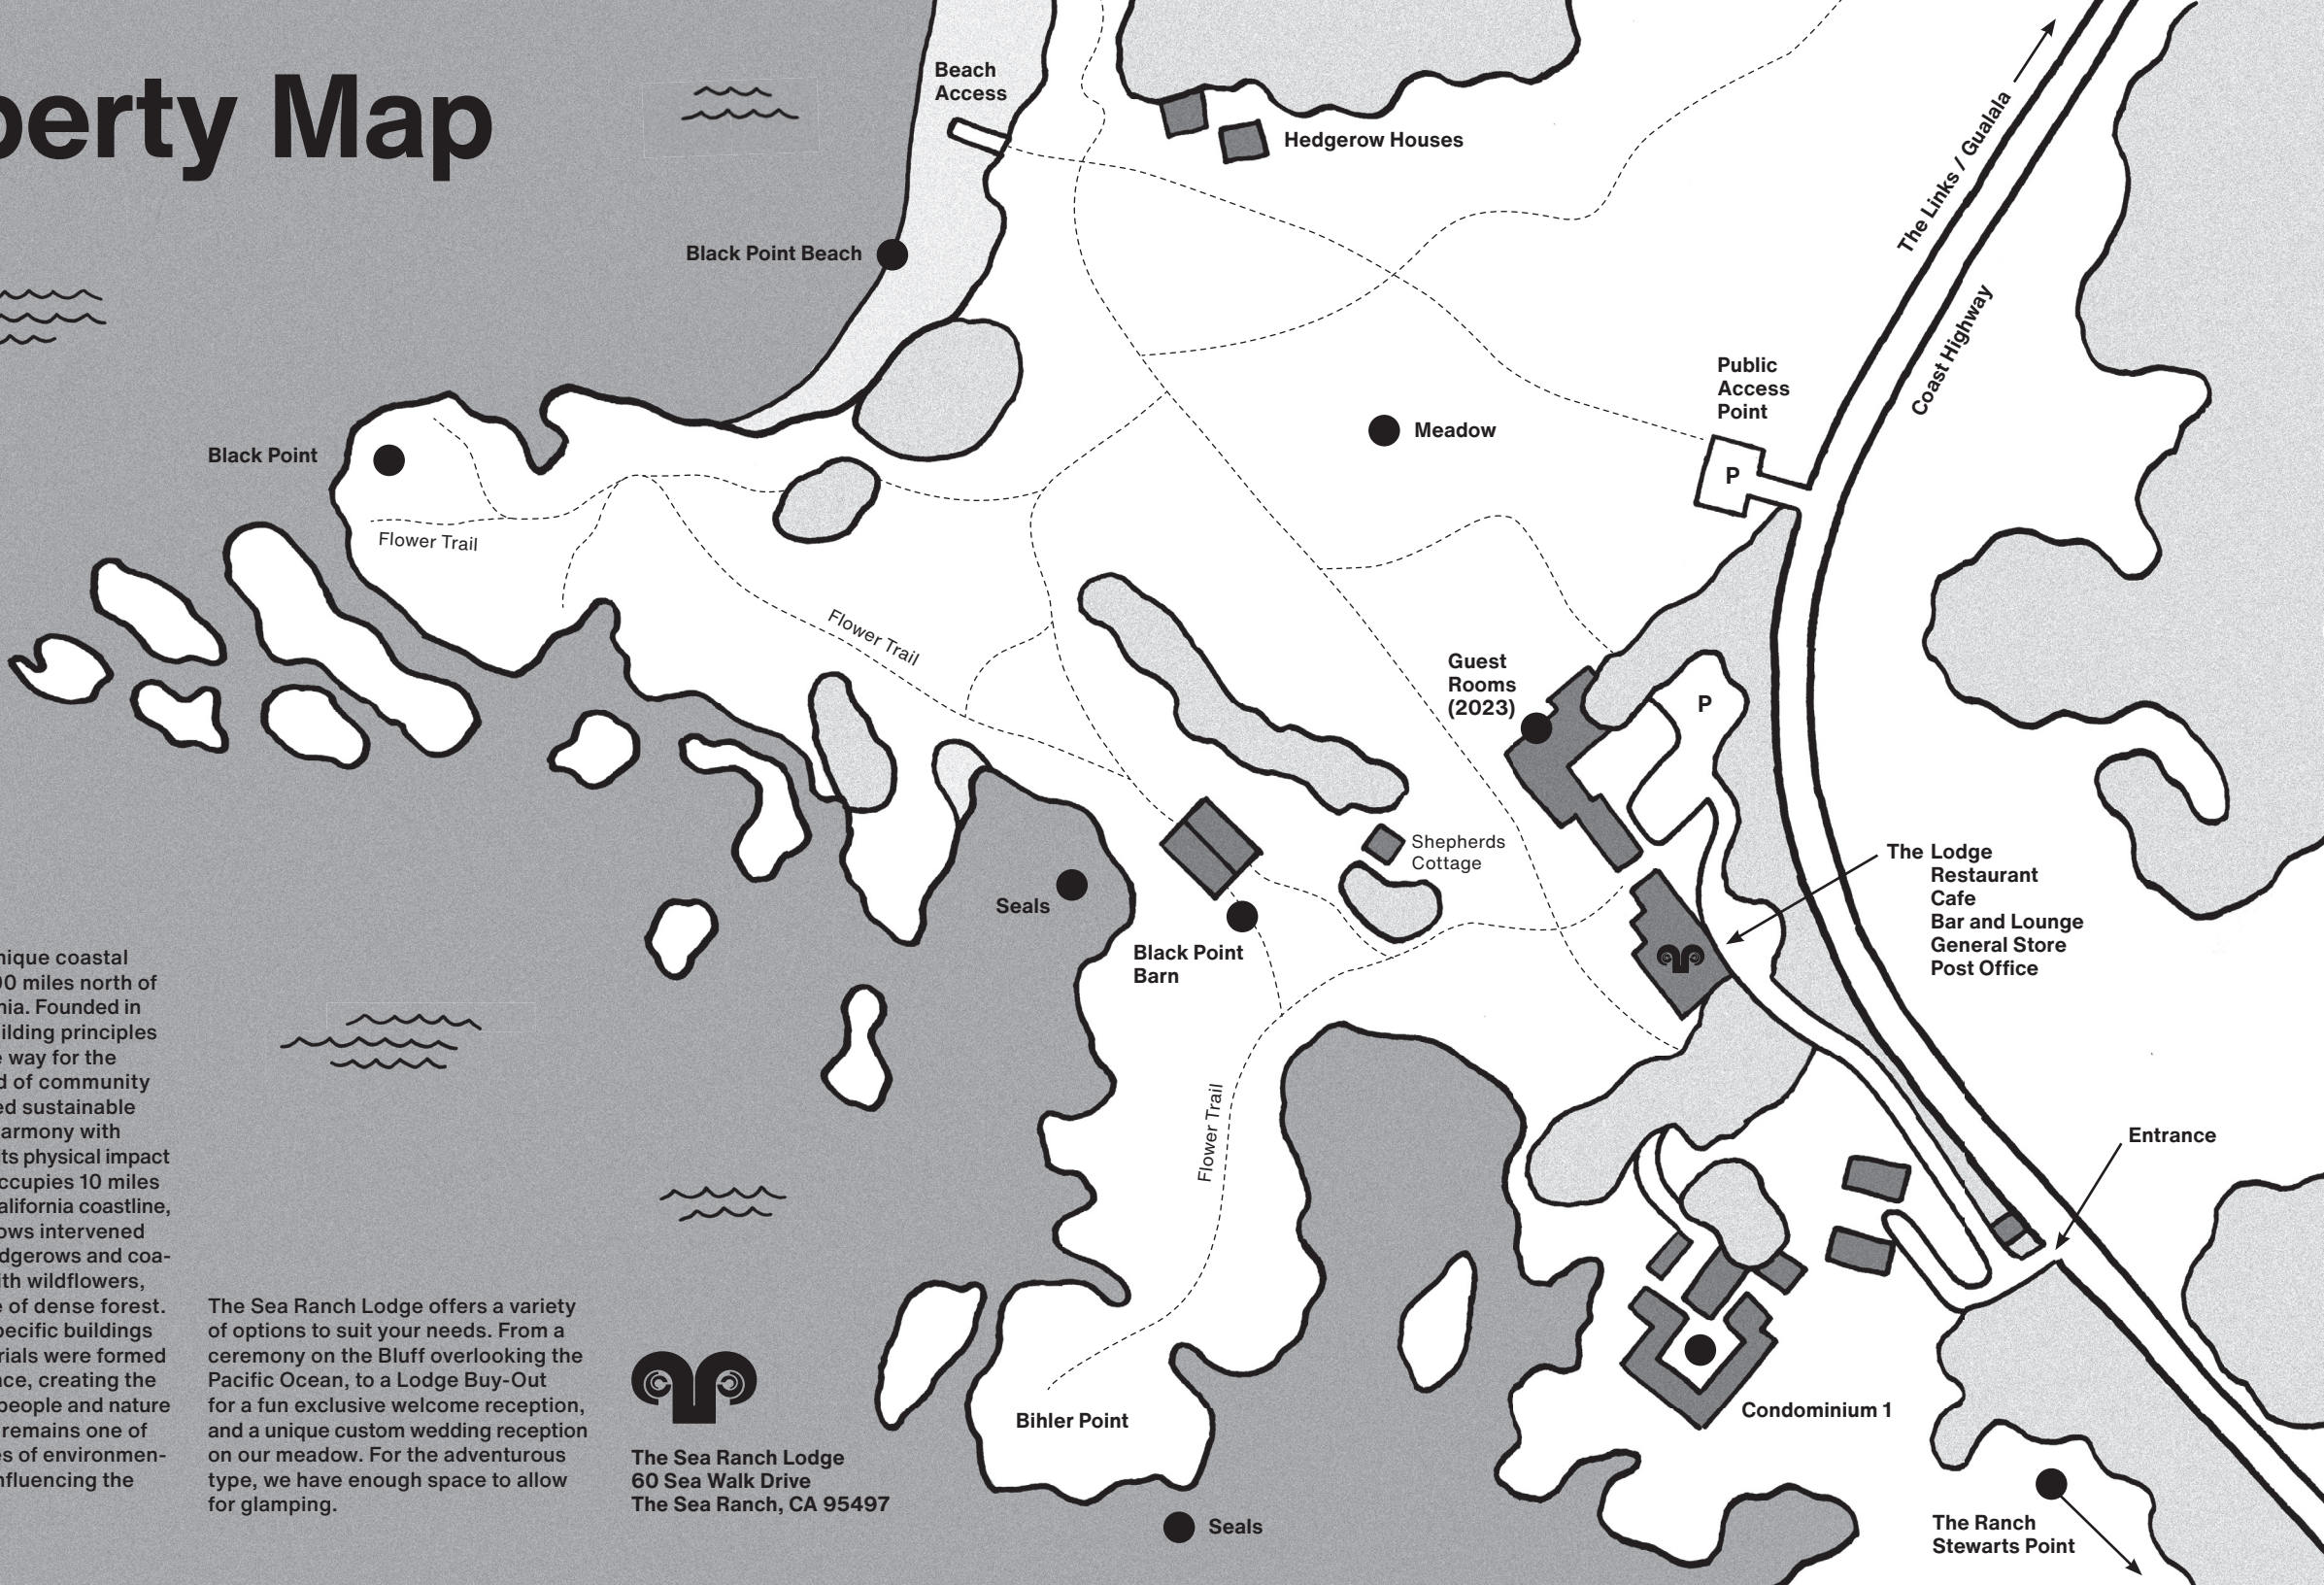 perty Map
Beach
Access
Hedgerow Houses
The Links / Gualala
Coast Highway
Black Point Beach
Public
Access
Point
P
Meadow
Black Point
Flower Trail
Flower Trail
Guest
Rooms
(2023)
P
Shepherds
Cottage
The Lodge
Restaurant
Cafe
Bar and Lounge
General Store
Post Office
Seals
Black Point
Barn
Flower Trail
Entrance
Bihler Point
Condominium 1
Seals
The Ranch
Stewarts Point
nique coastal
00 miles north of
nia. Founded in
uilding principles
e way for the
d of community
ed sustainable
armony with
its physical impact
ccupies 10 miles
alifornia coastline,
ows intervened
dgerows and coa-
ith wildflowers,
e of dense forest.
pecific buildings
rials were formed
nce, creating the
people and nature
remains one of
es of environmen-
nfluencing the
The Sea Ranch Lodge offers a variety
of options to suit your needs. From a
ceremony on the Bluff overlooking the
Pacific Ocean, to a Lodge Buy-Out
for a fun exclusive welcome reception,
and a unique custom wedding reception
on our meadow. For the adventurous
type, we have enough space to allow
for glamping.
The Sea Ranch Lodge
60 Sea Walk Drive
The Sea Ranch, CA 95497